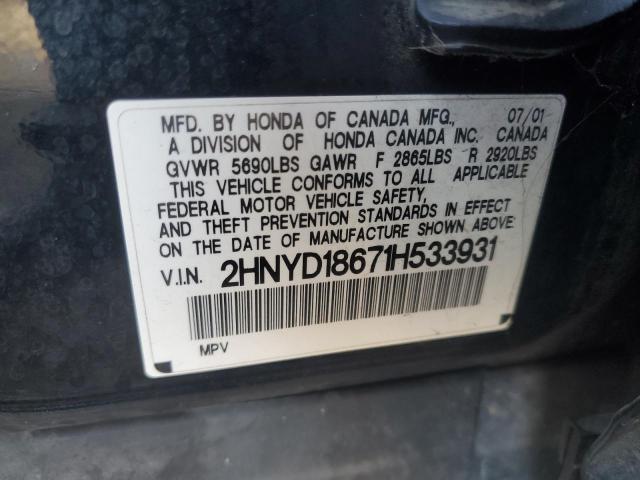 MFD. BY HONDA OF CANADA MFG., 07/01
A DIVISION OF HONDA CANADA INC. CANADA
GVWR 5690LBS GAWR F 2865LBS R 2920LBS
THIS VEHICLE CONFORMS TO ALL APPLICABLE
FEDERAL MOTOR VEHICLE SAFETY,
AND THEFT PREVENTION STANDARDS IN EFFECT
ON THE DATE OF MANUFACTURE SHOWN ABOVE.
V.I.N. 2HNYD18671H533931
MPV